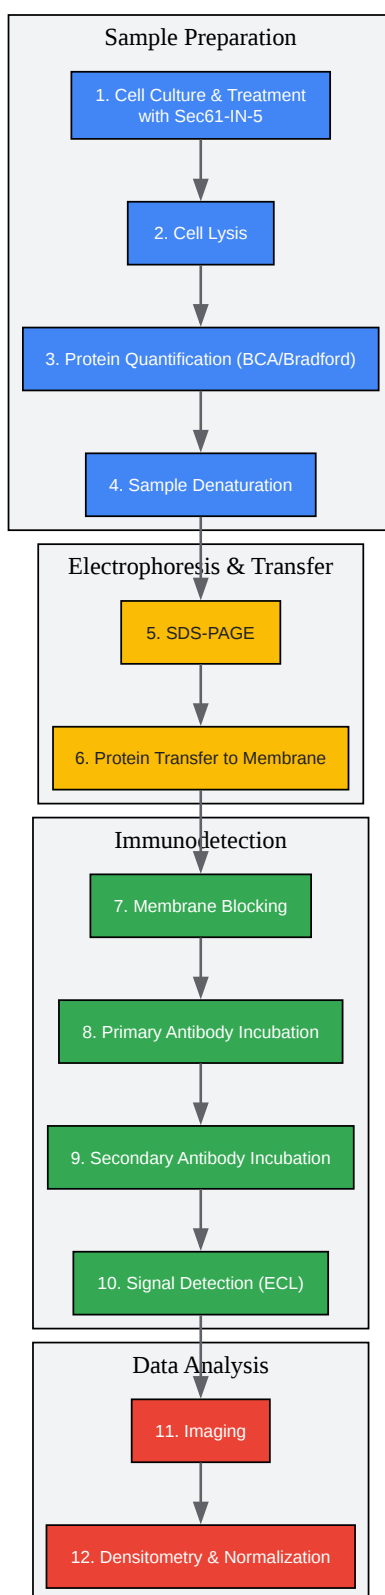 Sample Preparation
1. Cell Culture & Treatment
with Sec61-IN-5
2. Cell Lysis
3. Protein Quantification (BCA/Bradford)
4. Sample Denaturation
Electrophoresis & Transfer
5. SDS-PAGE
6. Protein Transfer to Membrane
Immunodetection
7. Membrane Blocking
8. Primary Antibody Incubation
9. Secondary Antibody Incubation
10. Signal Detection (ECL)
Data Analysis
11. Imaging
12. Densitometry & Normalization